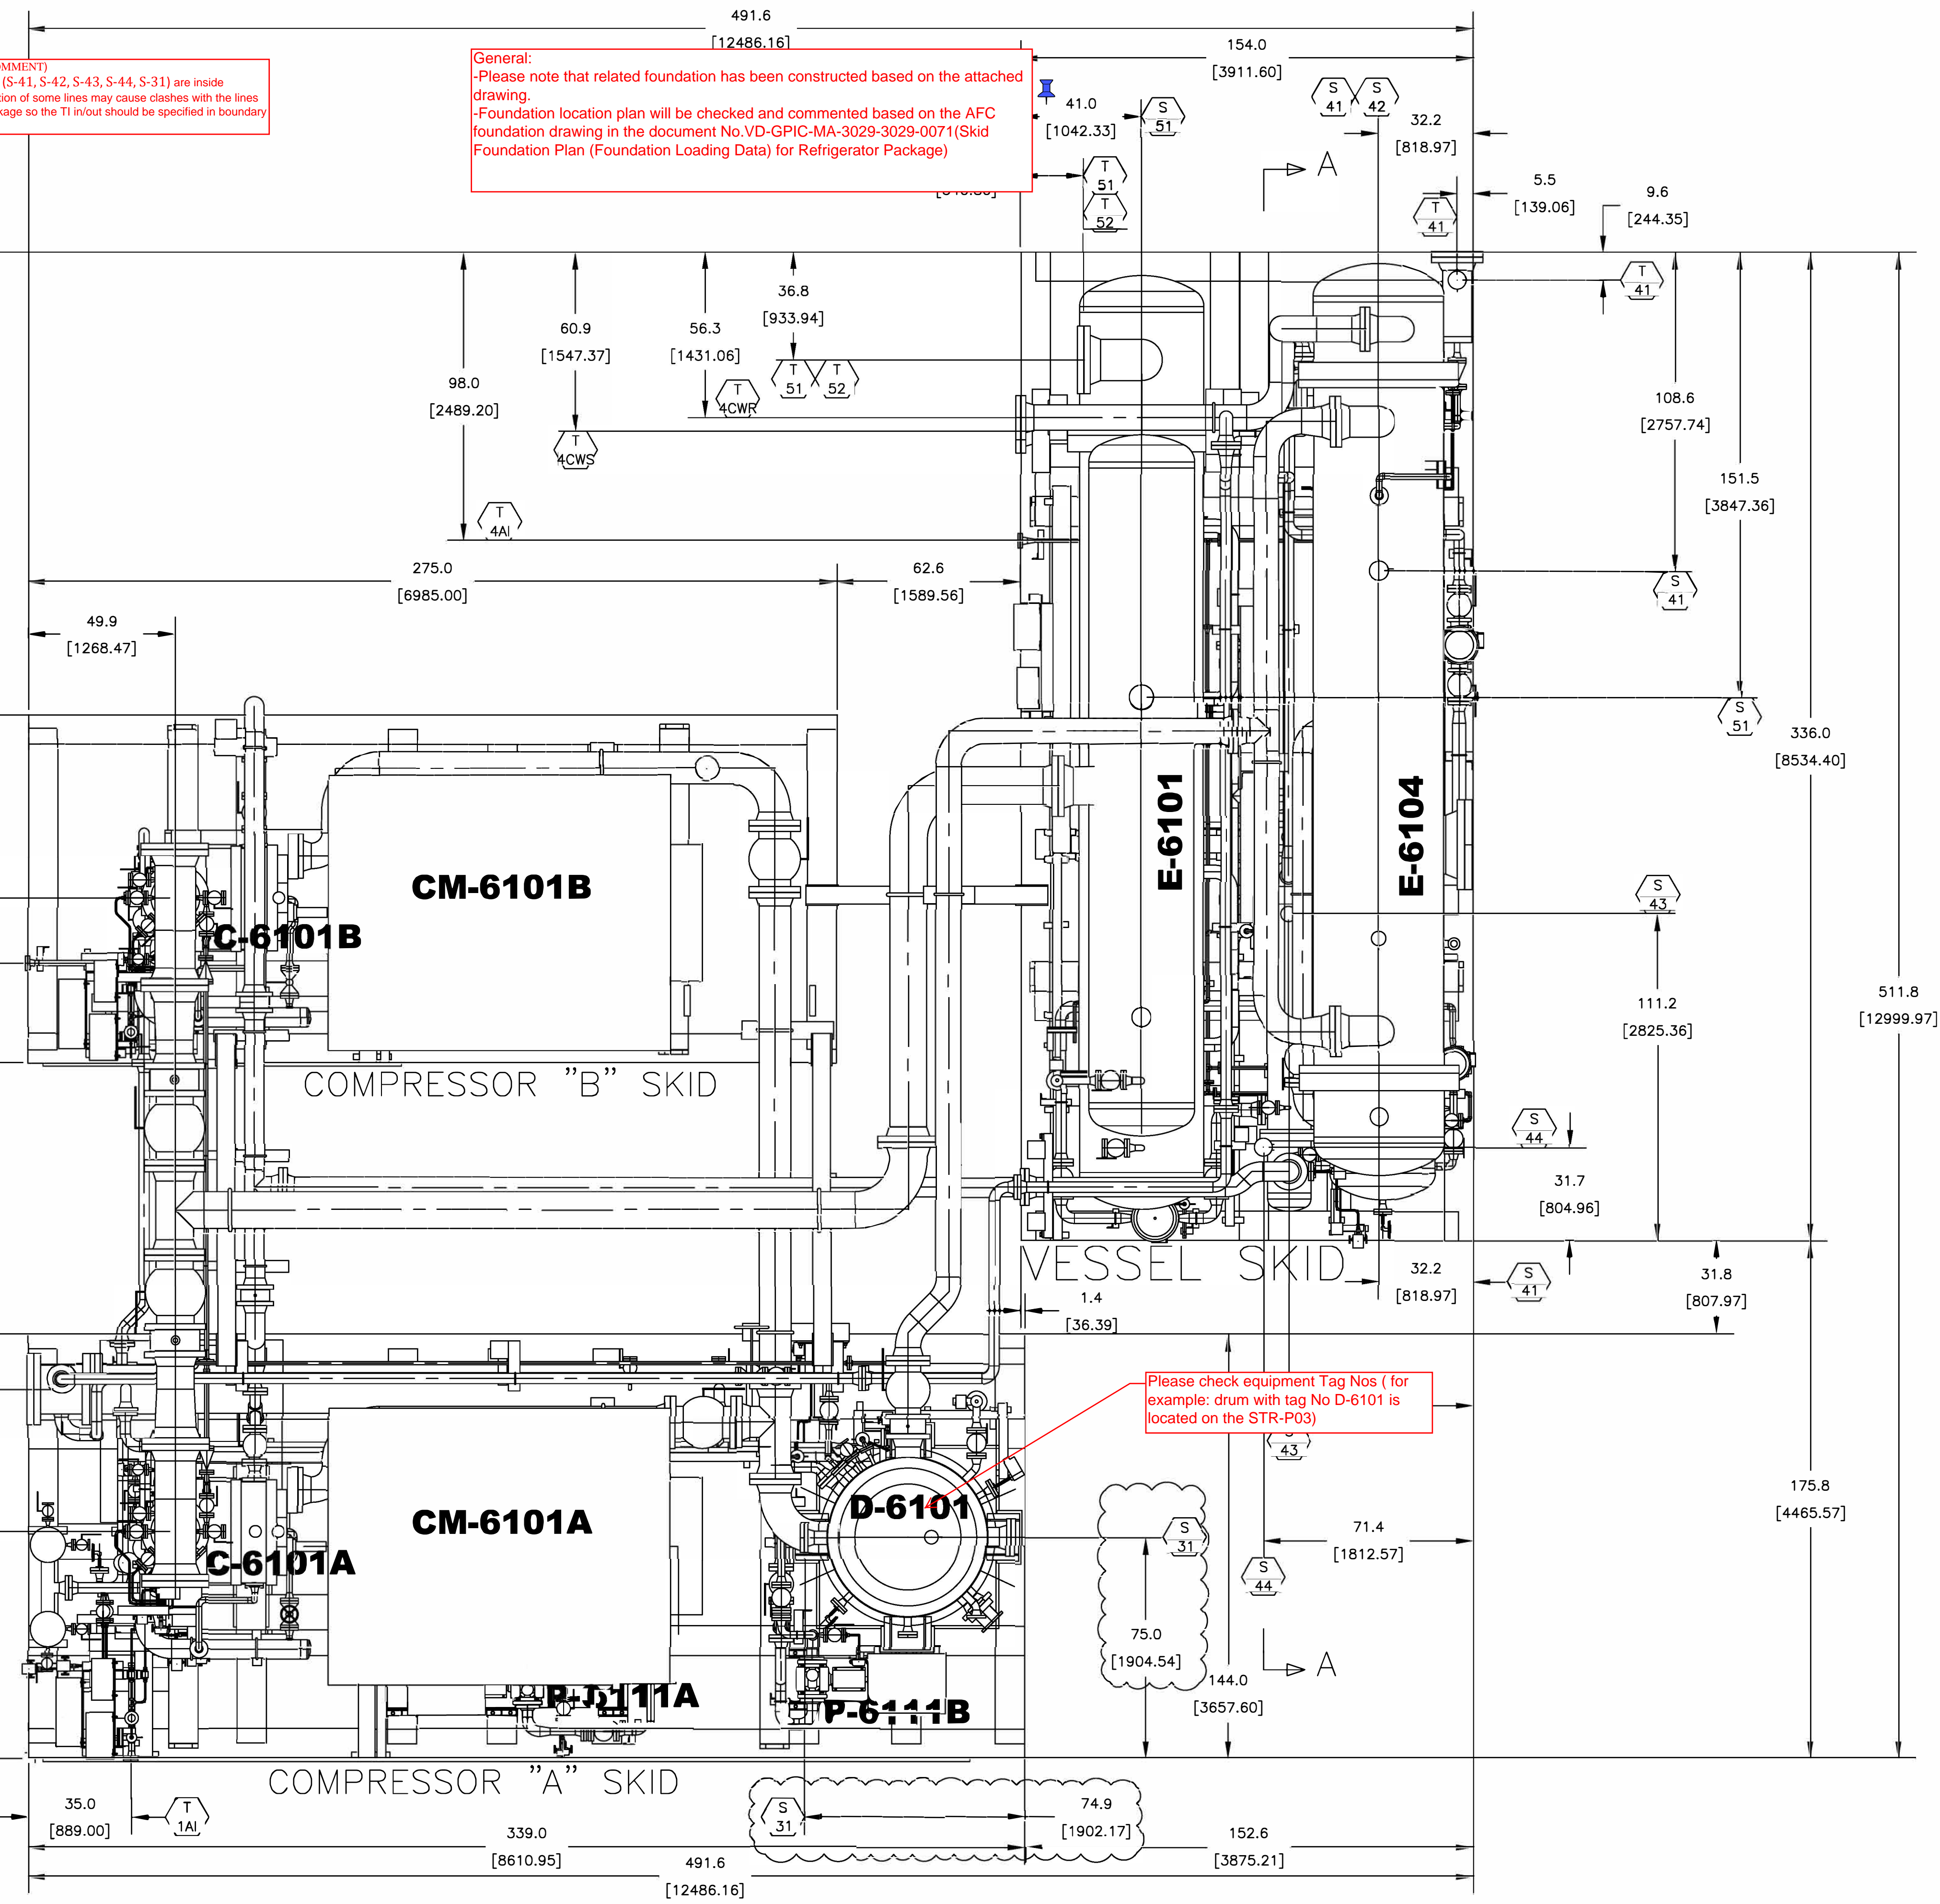 491.6
[12486.16]
154.0
[3911.60]
(S-41, S-42, S-43, S-44, S-31) are inside
tion of some lines may cause clashes with the lines
kage so the TI in/out should be specified in boundary
General:
-Please note that related foundation has been constructed based on the attached
drawing.
-Foundation location plan will be checked and commented based on the AFC
foundation drawing in the document No.VD-GPIC-MA-3029-3029-0071(Skid
Foundation Plan (Foundation Loading Data) for Refrigerator Package)
41.0
[1042.33]
S
51
S
41
S
42
32.2
[818.97]
A
T
51
T
52
5.5
[139.06]
T
41
9.6
[244.35]
T
41
36.8
[933.94]
60.9
[1547.37]
56.3
[1431.06]
98.0
[2489.20]
T
51
T
52
T
4CWR
T
4CWS
T
4AI
108.6
[2757.74]
151.5
[3847.36]
275.0
[6985.00]
62.6
[1589.56]
S
41
49.9
[1268.47]
S
51
336.0
[8534.40]
E-6101
E-6104
CM-6101B
C-6101B
S
43
111.2
[2825.36]
511.8
[12999.97]
COMPRESSOR "B" SKID
S
44
31.7
[804.96]
VESSEL SKID
32.2
[818.97]
S
41
31.8
[807.97]
1.4
[36.39]
Please check equipment Tag Nos ( for
example: drum with tag No D-6101 is
located on the STR-P03)
43
CM-6101A
C-6101A
D-6101
S
31
71.4
[1812.57]
175.8
[4465.57]
S
44
75.0
[1904.54]
A
144.0
[3657.60]
P-6111B
COMPRESSOR "A" SKID
35.0
[889.00]
T
1AI
S
31
74.9
[1902.17]
339.0
[8610.95]
152.6
[3875.21]
491.6
[12486.16]